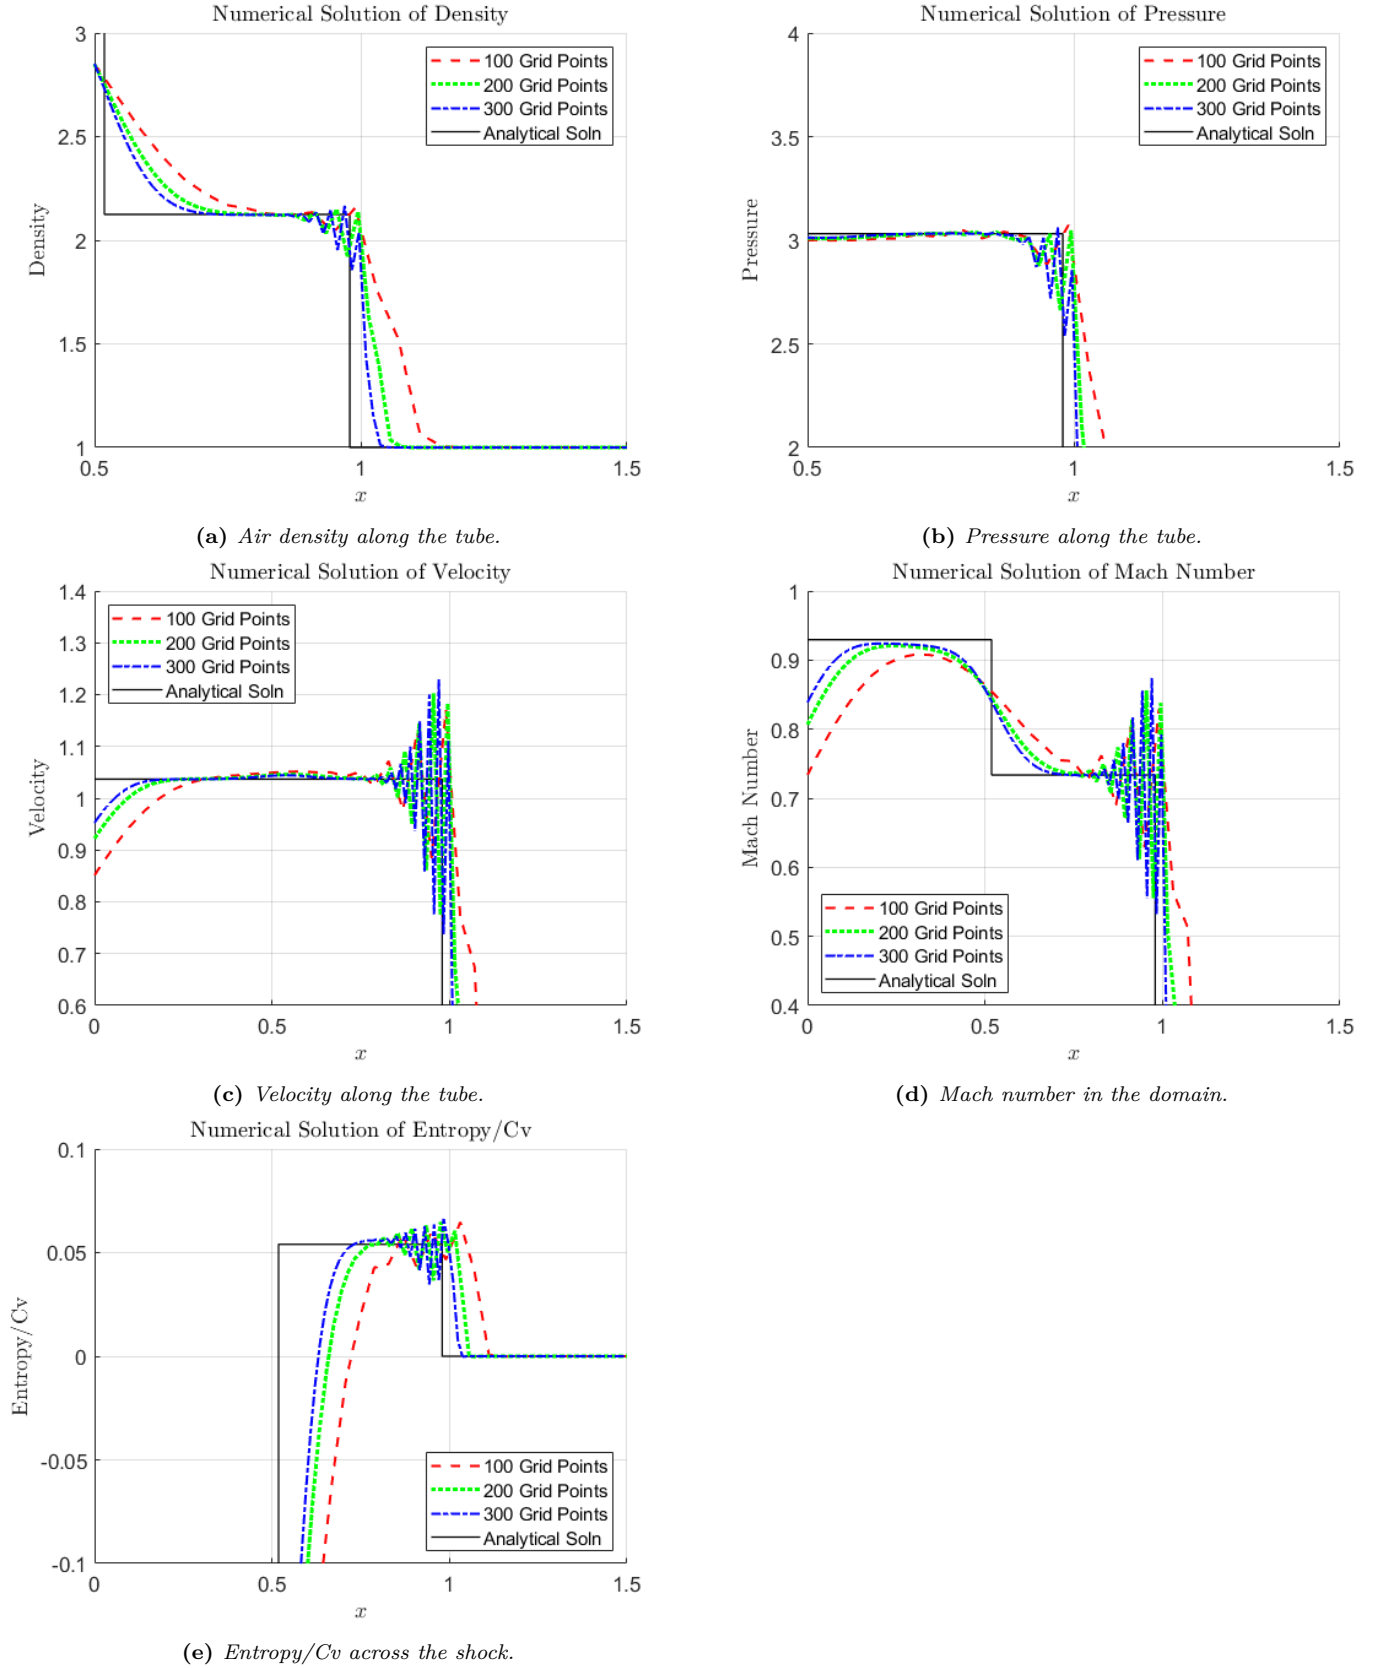 Numerical Solution of Density
Density
3
2.5
2
1.5
1
0.5
1
1.5
x
100 Grid Points
200 Grid Points
300 Grid Points
Analytical Soln
(a) Air density along the tube.
Numerical Solution of Pressure
Pressure
4
3.5
3
2.5
2
0.5
1
1.5
x
100 Grid Points
200 Grid Points
300 Grid Points
Analytical Soln
(b) Pressure along the tube.
Numerical Solution of Velocity
Velocity
1.4
1.3
1.2
1.1
1
0.9
0.8
0.7
0.6
0
0.5
1
1.5
x
100 Grid Points
200 Grid Points
300 Grid Points
Analytical Soln
(c) Velocity along the tube.
Numerical Solution of Mach Number
Mach Number
1
0.9
0.8
0.7
0.6
0.5
0.4
0
0.5
1
1.5
x
100 Grid Points
200 Grid Points
300 Grid Points
Analytical Soln
(d) Mach number in the domain.
Numerical Solution of Entropy/Cv
Entropy/Cv
0.1
0.05
0
-0.05
-0.1
0
0.5
1
1.5
x
100 Grid Points
200 Grid Points
300 Grid Points
Analytical Soln
(e) Entropy/Cv across the shock.